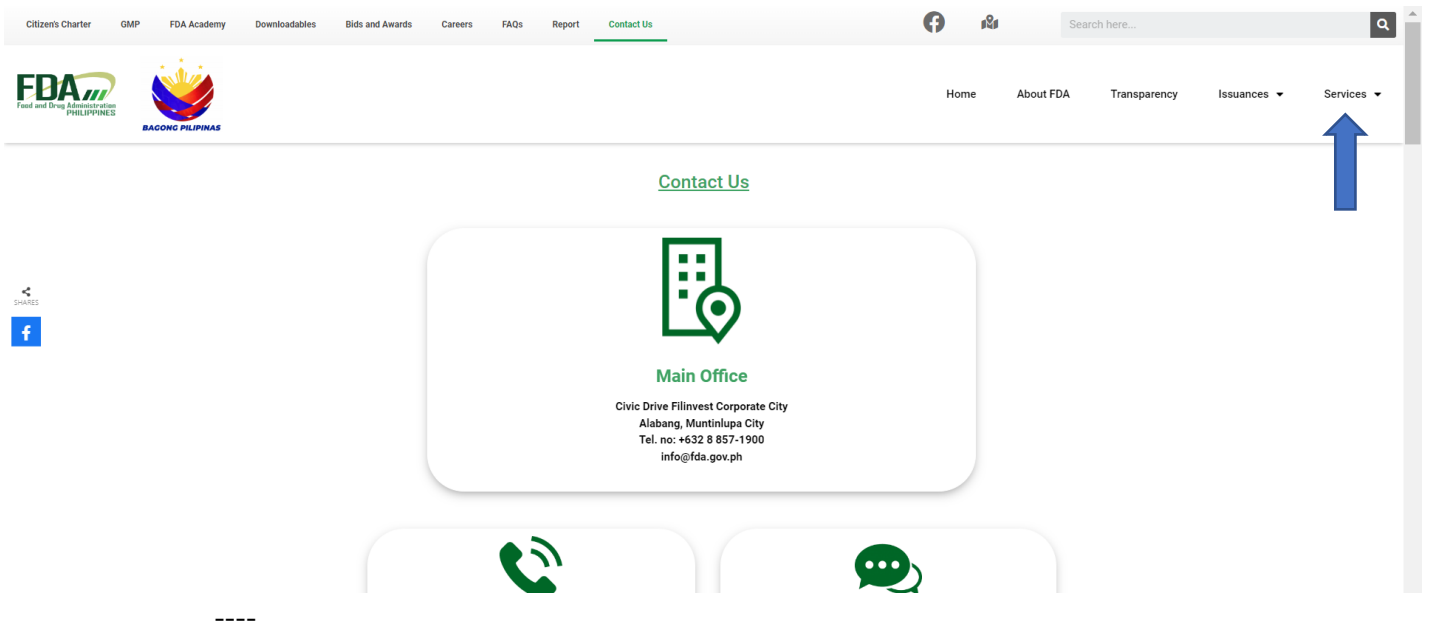 Citizen's Charter GMP FDA Academy Downloadables Bids and Awards Careers FAQs Report Contact Us Search here...
FDA
Food and Drug Administration
PHILIPPINES
BAGONG PILIPINAS
Home About FDA Transparency Issuances Services
Contact Us
SHARES
Main Office
Civic Drive Filinvest Corporate City
Alabang, Muntinlupa City
Tel. no: +632 8 857-1900
info@fda.gov.ph
----